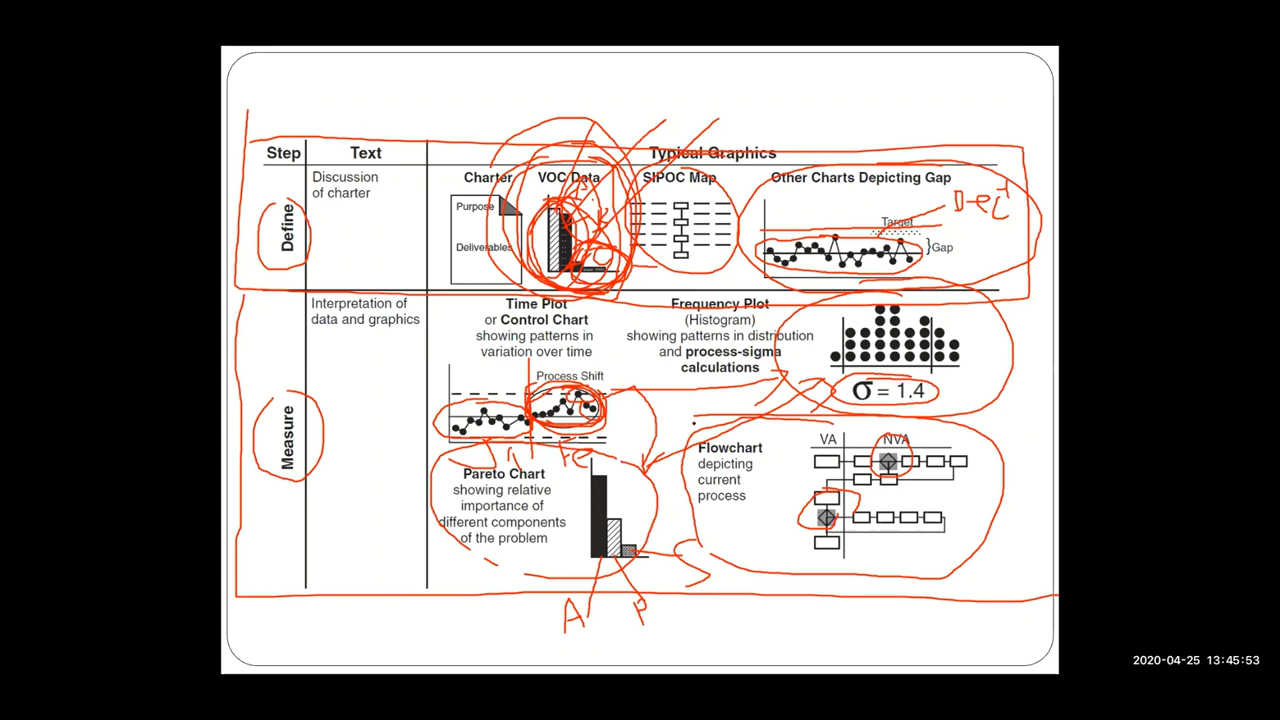 Step
Text
Typical Graphics
Define
Discussion
of charter
Charter
VOC Data
SIPOC Map
Other Charts Depicting Gap
Purpose
Deliverables
Target
Gap
Measure
Interpretation of
data and graphics
Time Plot
or Control Chart
showing patterns in
variation over time
Process Shift
Frequency Plot
(Histogram)
showing patterns in distribution
and process-sigma
calculations
σ = 1.4
Pareto Chart
showing relative
importance of
different components
of the problem
A
P
S
Flowchart
depicting
current
process
VA
NVA
2020-04-25 13:45:53